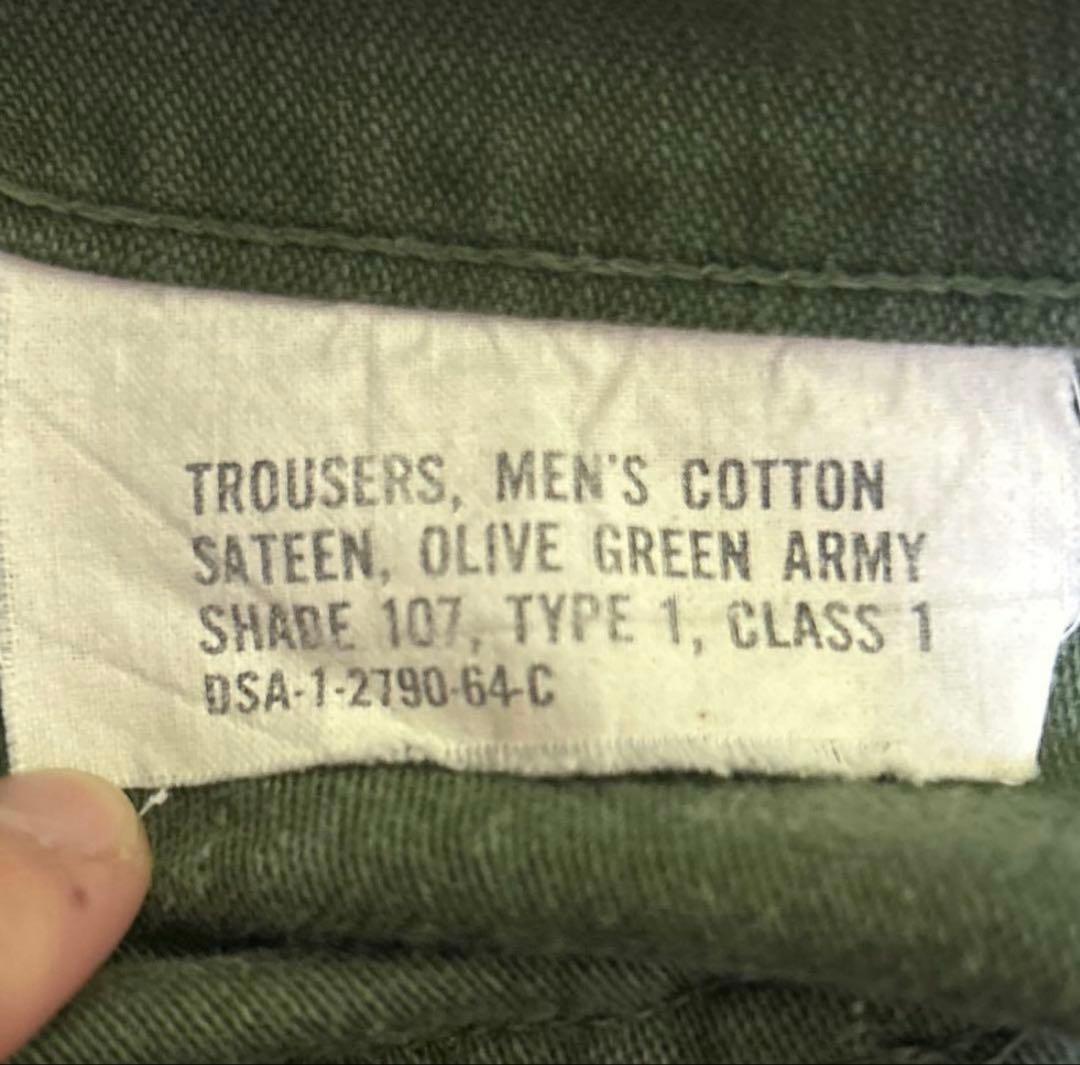 TROUSERS, MEN'S COTTON
SATEEN, OLIVE GREEN ARMY
SHADE 107, TYPE 1, CLASS 1
DSA-1-2790-64-C